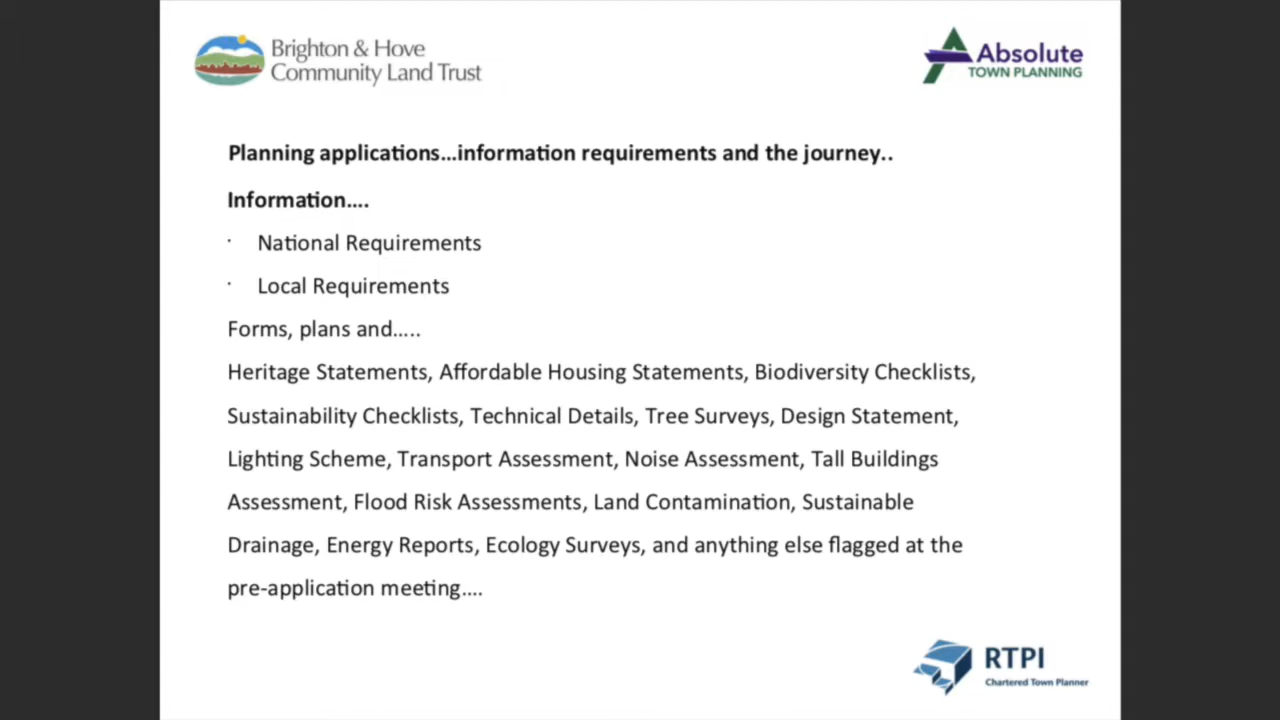 Brighton & Hove
Community Land Trust
Absolute
TOWN PLANNING
Planning applications...information requirements and the journey..
Information....
· National Requirements
· Local Requirements
Forms, plans and.....
Heritage Statements, Affordable Housing Statements, Biodiversity Checklists,
Sustainability Checklists, Technical Details, Tree Surveys, Design Statement,
Lighting Scheme, Transport Assessment, Noise Assessment, Tall Buildings
Assessment, Flood Risk Assessments, Land Contamination, Sustainable
Drainage, Energy Reports, Ecology Surveys, and anything else flagged at the
pre-application meeting....
RTPI
Chartered Town Planner